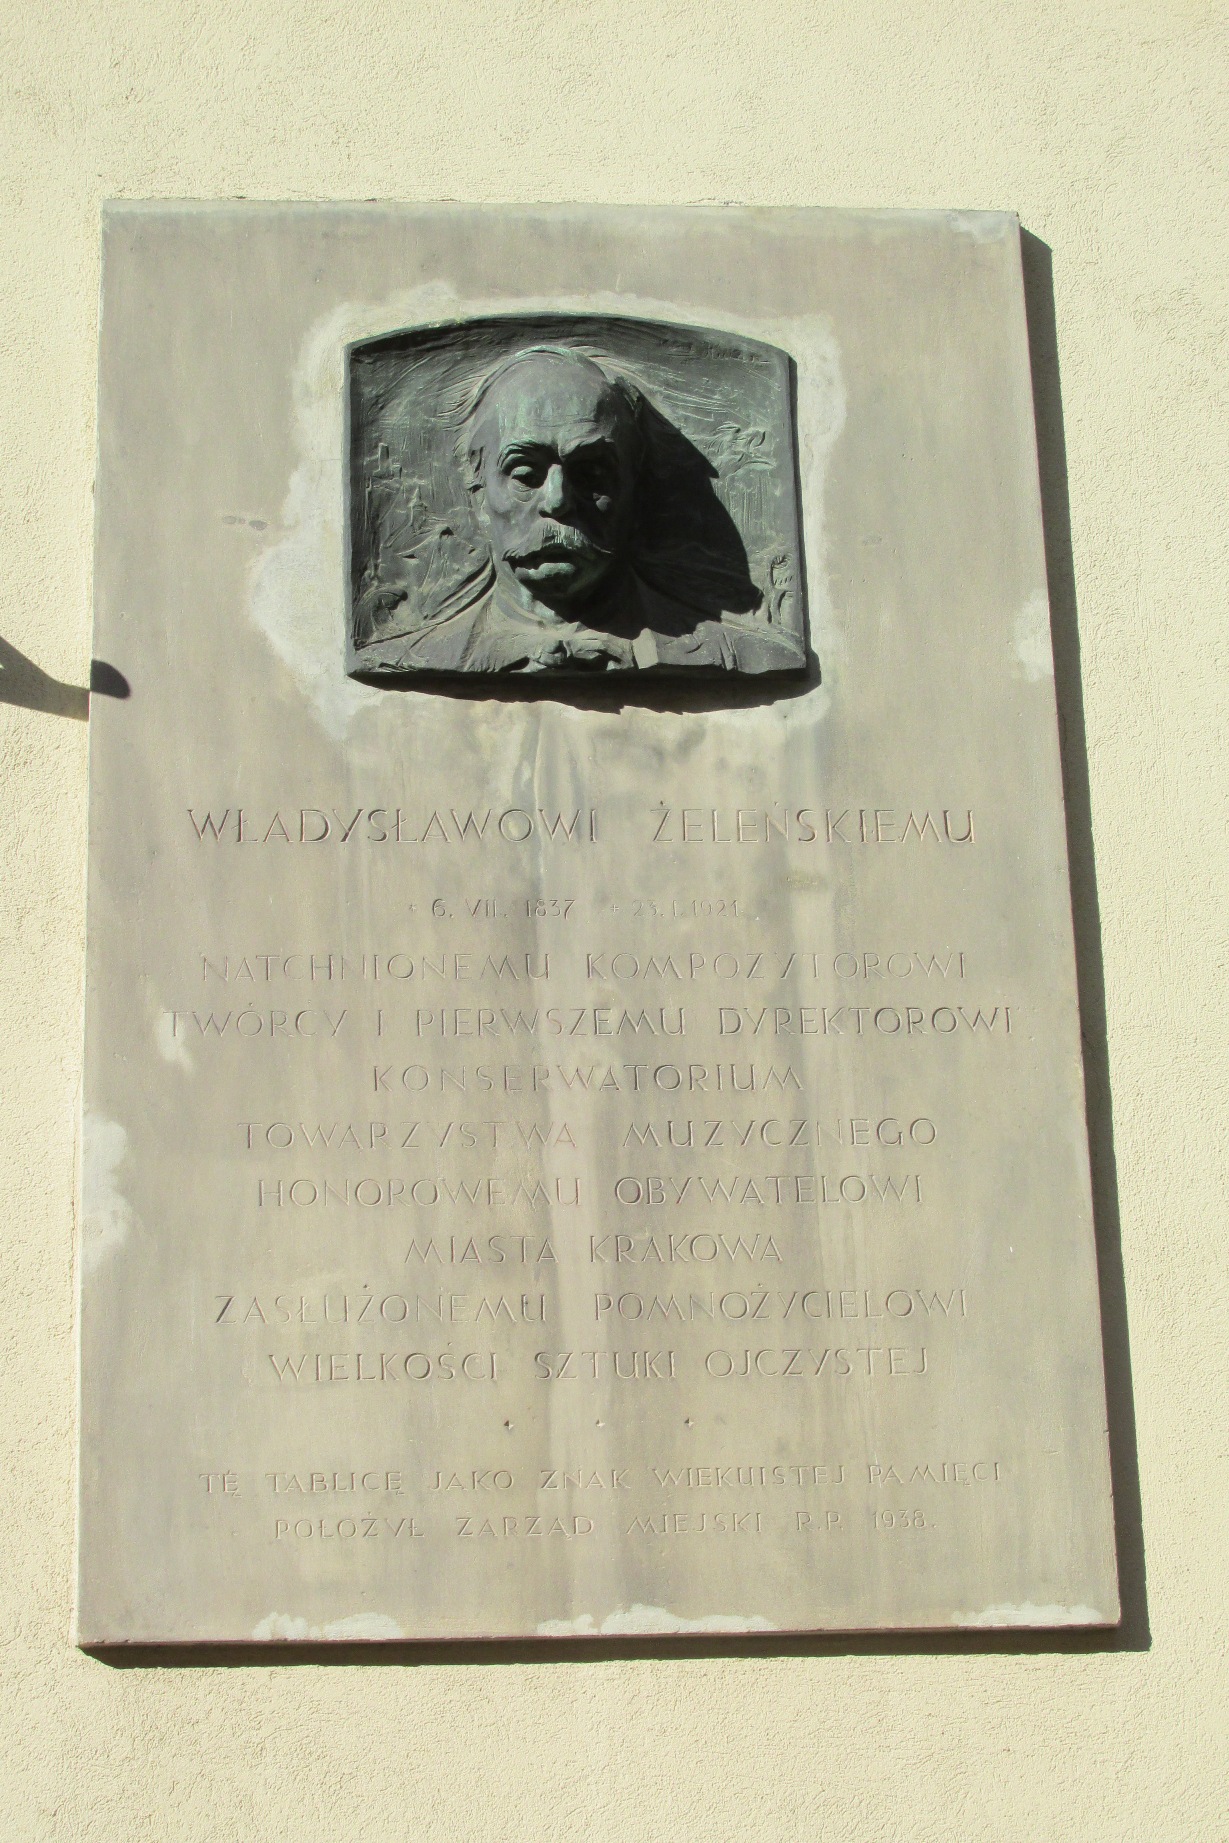 WŁADYSŁAWOWI ŻELEŃSKIEMU
* 6. VII. 1837 + 23. I. 1921.
NATCHNIONEMU KOMPOZYTOROWI
TWÓRCY I PIERWSZEMU DYREKTOROWI
KONSERWATORIUM
TOWARZYSTWA MUZYCZNEGO
HONOROWEMU OBYWATELOWI
MIASTA KRAKOWA
ZASŁUŻONEMU POMNOŻYCIELOWI
WIELKOŚCI SZTUKI OJCZYSTEJ
TĘ TABLICĘ JAKO ZNAK WIEKUISTEJ PAMIĘCI
POŁOŻYŁ ZARZĄD MIEJSKI R.P. 1938.